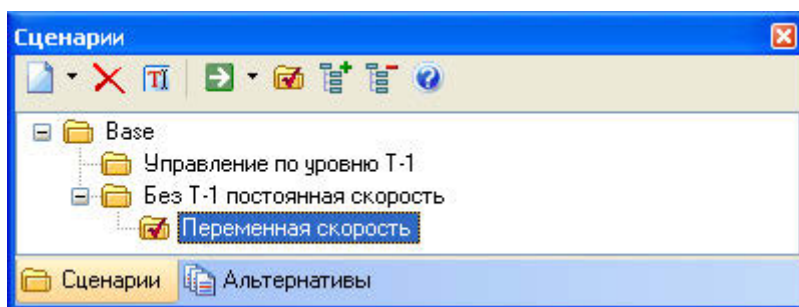 Сценарии
Base
Управление по уровню Т-1
Без Т-1 постоянная скорость
Переменная скорость
Сценарии Альтернативы